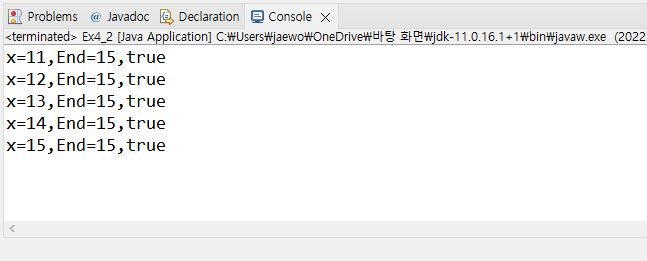 Problems @ Javadoc Declaration Console
<terminated> Ex4_2 [Java Application] C:₩Users₩jaewo₩OneDrive₩바탕 화면₩jdk-11.0.16.1+1₩bin₩javaw.exe (2022
x=11,End=15,true
x=12,End=15,true
x=13,End=15,true
x=14,End=15,true
x=15,End=15,true